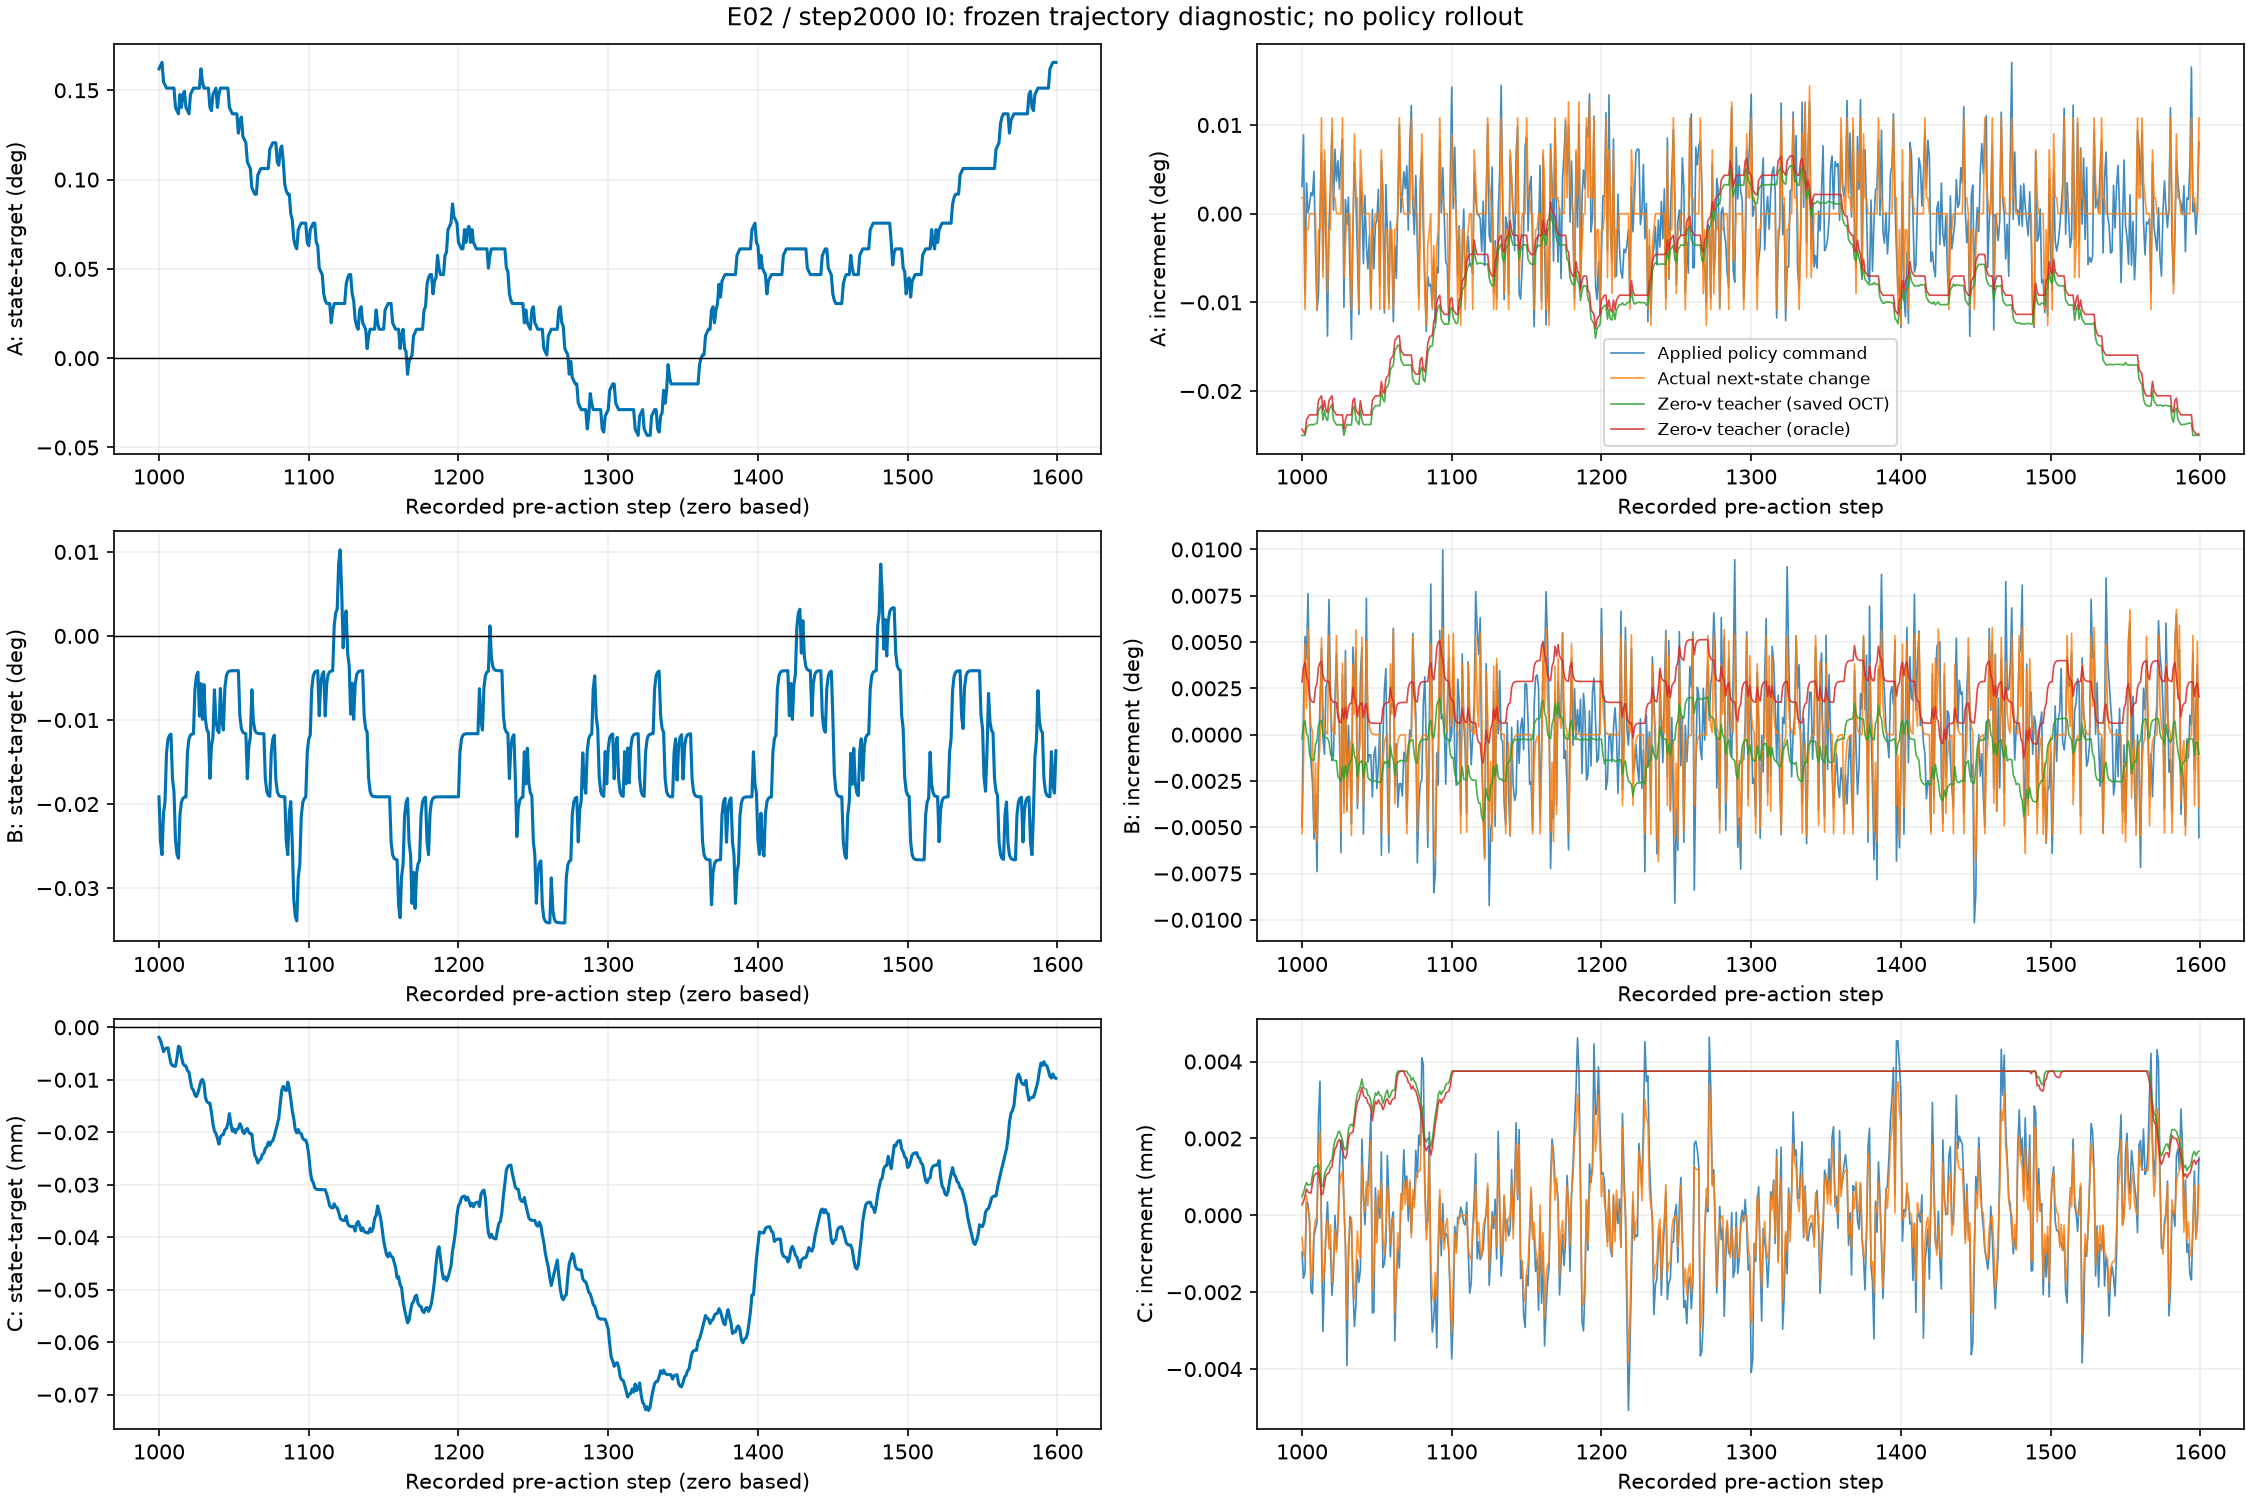 E02 / step2000 I0: frozen trajectory diagnostic; no policy rollout
A: state-target (deg)
0.15
0.10
0.05
0.00
−0.05
1000 1100 1200 1300 1400 1500 1600
Recorded pre-action step (zero based)
A: increment (deg)
0.01
0.00
−0.01
−0.02
Applied policy command
Actual next-state change
Zero-v teacher (saved OCT)
Zero-v teacher (oracle)
1000 1100 1200 1300 1400 1500 1600
Recorded pre-action step
B: state-target (deg)
0.01
0.00
−0.01
−0.02
−0.03
1000 1100 1200 1300 1400 1500 1600
Recorded pre-action step (zero based)
B: increment (deg)
0.0100
0.0075
0.0050
0.0025
0.0000
−0.0025
−0.0050
−0.0075
−0.0100
1000 1100 1200 1300 1400 1500 1600
Recorded pre-action step
C: state-target (mm)
0.00
−0.01
−0.02
−0.03
−0.04
−0.05
−0.06
−0.07
1000 1100 1200 1300 1400 1500 1600
Recorded pre-action step (zero based)
C: increment (mm)
0.004
0.002
0.000
−0.002
−0.004
1000 1100 1200 1300 1400 1500 1600
Recorded pre-action step